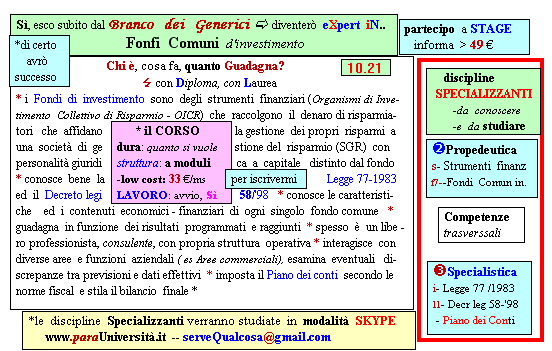 Sì, esco subito dal Branco dei Generici diventerò eXpert iN..
Fonfi Comuni d'investimento
*di certo
avrò
successo
partecipo a STAGE
informa > 49 €
Chi è, cosa fa, quanto Guadagna?
10.21
con Diploma, con Laurea
* i Fondi di investimento sono degli strumenti finanziari (Organismi di Inve-
timento Collettivo di Risparmio - OICR) che raccolgono il denaro di risparmia-
tori che affidano la gestione dei propri risparmi a
una società di ge stione del risparmio (SGR) con
personalità giuridi ca a capitale distinto dal fondo
* conosce bene la Legge 77-1983
ed il Decreto legi 58/98 * conosce le caratteristi-
che ed i contenuti economici - finanziari di ogni singolo fondo comune *
guadagna in funzione dei risultati programmati e raggiunti * spesso è un libe -
ro professionista, consulente, con propria struttura operativa * interagisce con
diverse aree e funzioni aziendali (es Aree commerciali), esamina eventuali di-
screpanze tra previsioni e dati effettivi * imposta il Piano dei conti secondo le
norme fiscal e stila il bilancio finale *
* il CORSO
dura: quanto si vuole
struttura: a moduli
-low cost: 33 €/ms
LAVORO: avvio, Sì
per iscrivermi
discipline
SPECIALIZZANTI
-da conoscere
-e da studiare
2 Propedeutica
s- Strumenti finanz
f7--Fondi Comun in.
Competenze
trasverssali
3 Specialistica
i- Legge 77 /1983
11- Decr leg 58-'98
- Piano dei Conti
*le discipline Specializzanti verranno studiate in modalità SKYPE
www.paraUniversità.it -- serveQualcosa@gmail.com